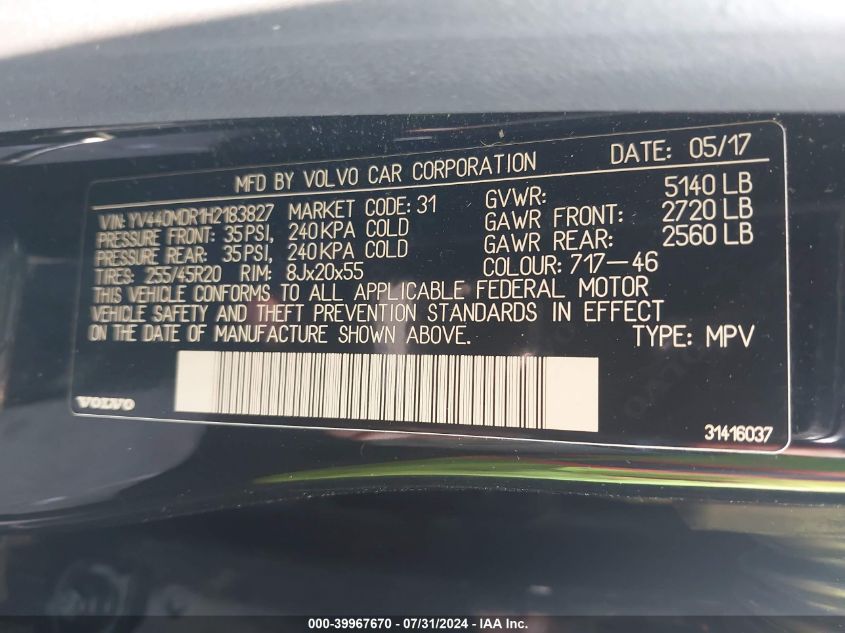 MFD BY VOLVO CAR CORPORATION DATE: 05/17
VIN: YV440MDR1H2183827 MARKET CODE: 31 GVWR: 5140 LB
PRESSURE FRONT: 35PSI, 240KPA COLD GAWR FRONT: 2720 LB
PRESSURE REAR: 35PSI, 240KPA COLD GAWR REAR: 2560 LB
TIRES: 255/45R20 RIM: 8Jx20x55 COLOUR: 717-46
THIS VEHICLE CONFORMS TO ALL APPLICABLE FEDERAL MOTOR
VEHICLE SAFETY AND THEFT PREVENTION STANDARDS IN EFFECT
ON THE DATE OF MANUFACTURE SHOWN ABOVE. TYPE: MPV
VOLVO
31416037
000-39967670 / 07/31/2024 - IAA Inc.